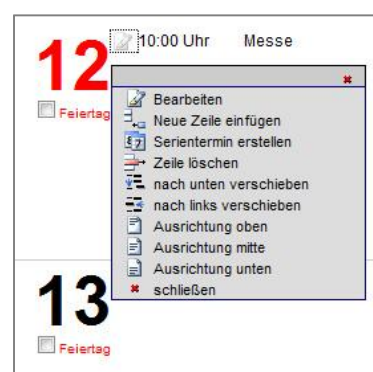 12 10:00 Uhr Messe
Feiertag
Bearbeiten
Neue Zeile einfügen
Serientermin erstellen
Zeile löschen
nach unten verschieben
nach links verschieben
Ausrichtung oben
Ausrichtung mitte
Ausrichtung unten
schließen
13
Feiertag